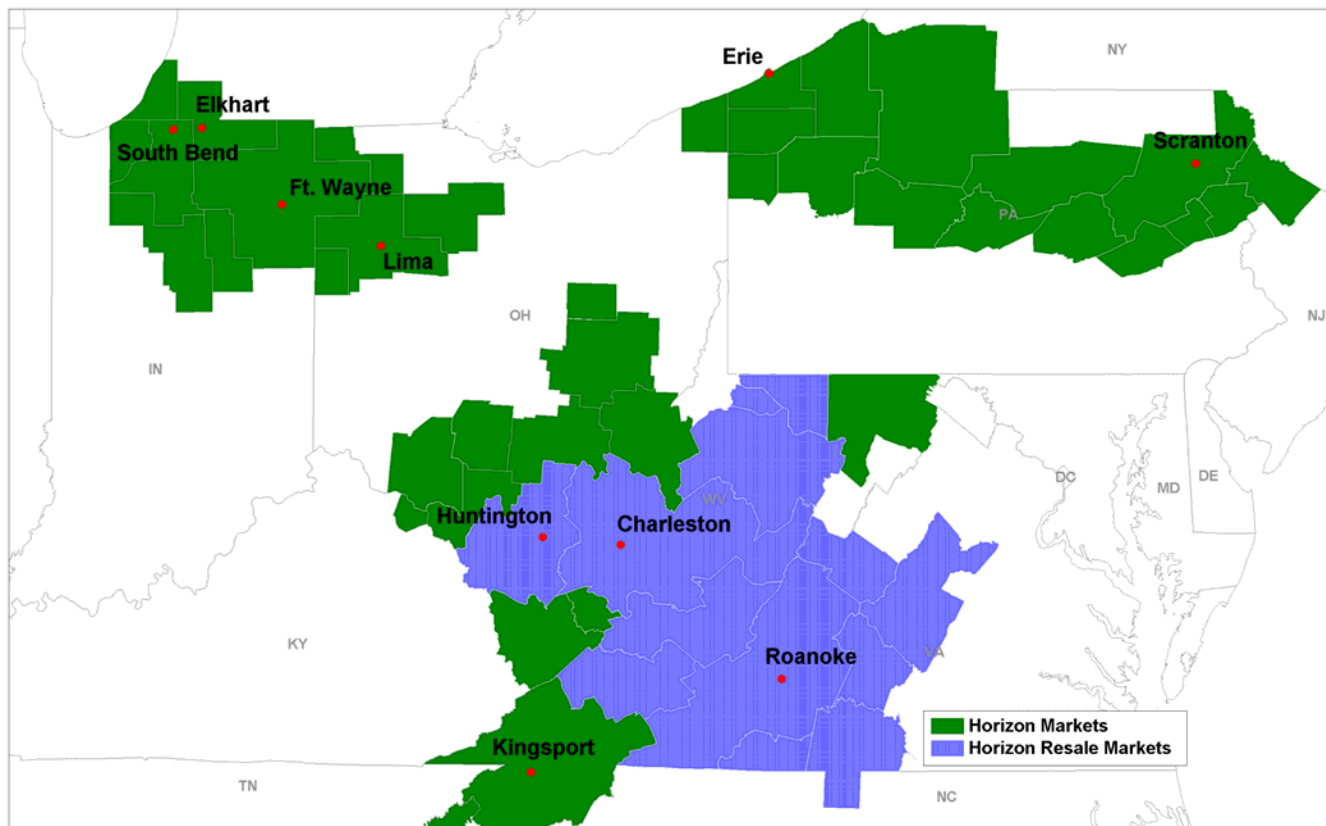 NY
Erie
Elkhart
South Bend
Scranton
Ft. Wayne
PA
Lima
OH
NJ
IN
WV
DC
MD
DE
Huntington
Charleston
KY
Roanoke
VA
Horizon Markets
Horizon Resale Markets
Kingsport
TN
NC